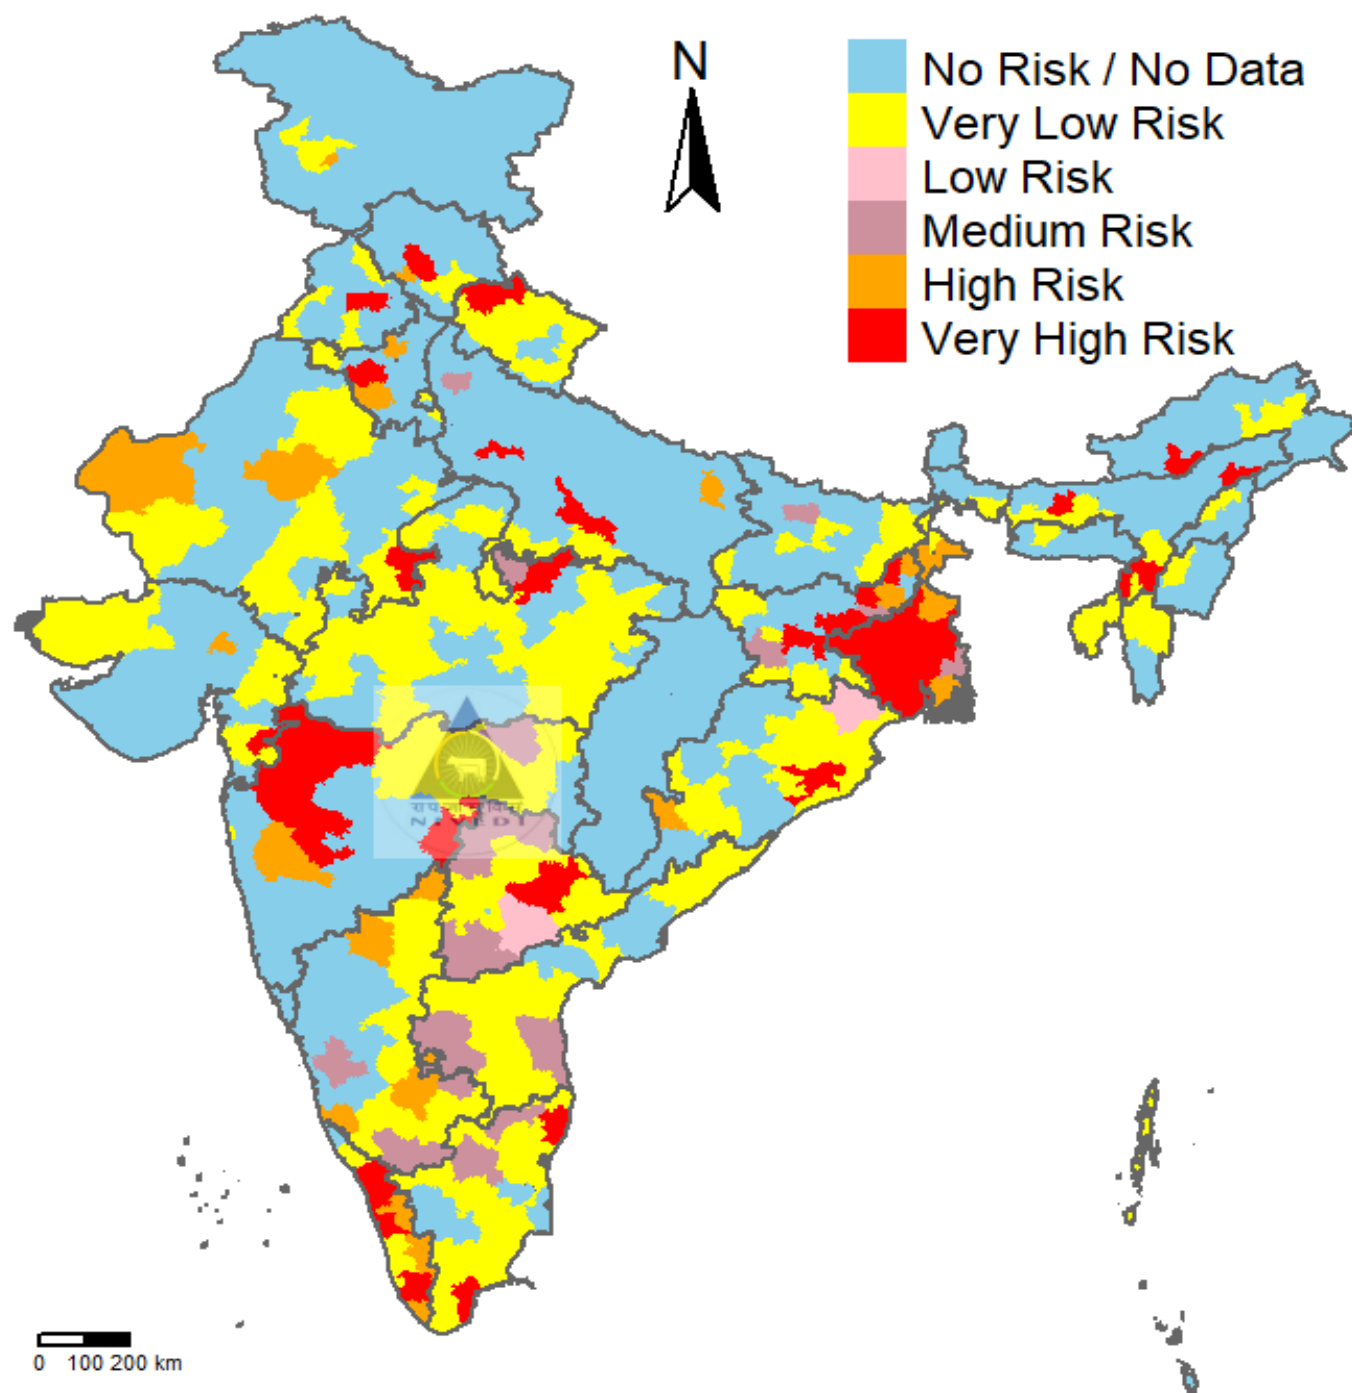 N
No Risk / No Data
Very Low Risk
Low Risk
Medium Risk
High Risk
Very High Risk
0 100 200 km